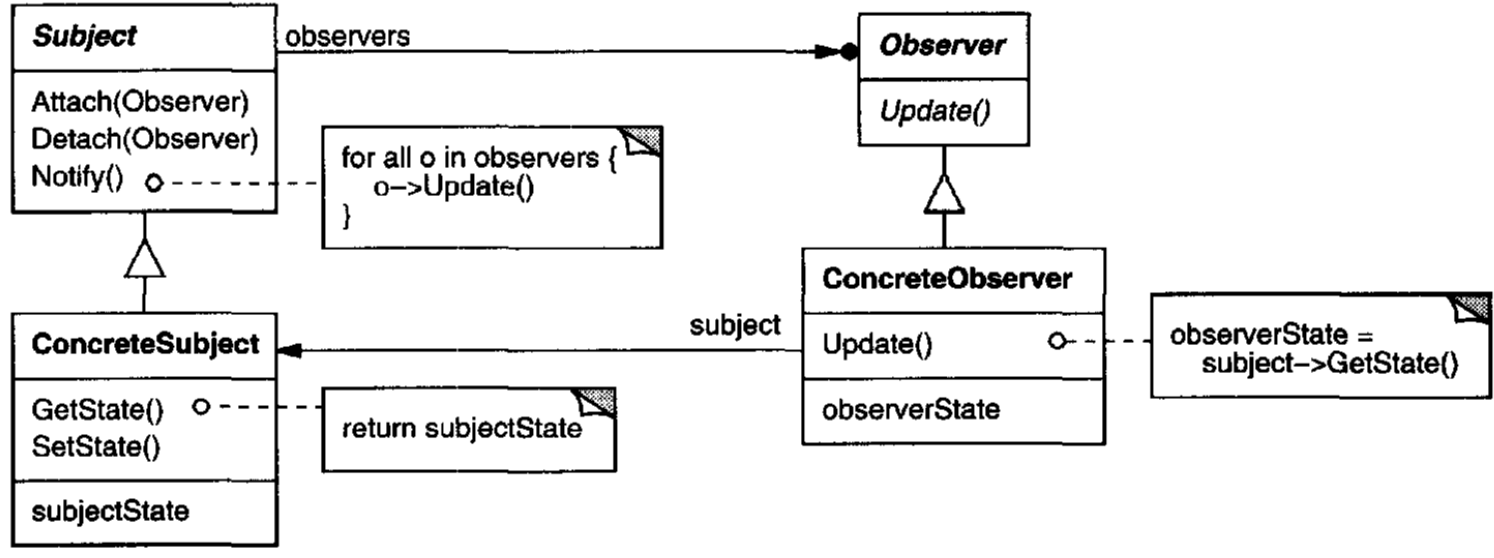 Subject
observers
Observer
Attach(Observer)
Detach(Observer)
Notify()
for all o in observers {
o–>Update()
}
Update()
ConcreteSubject
subject
ConcreteObserver
Update()
observerState
observerState =
subject–>GetState()
GetState()
SetState()
return subjectState
subjectState